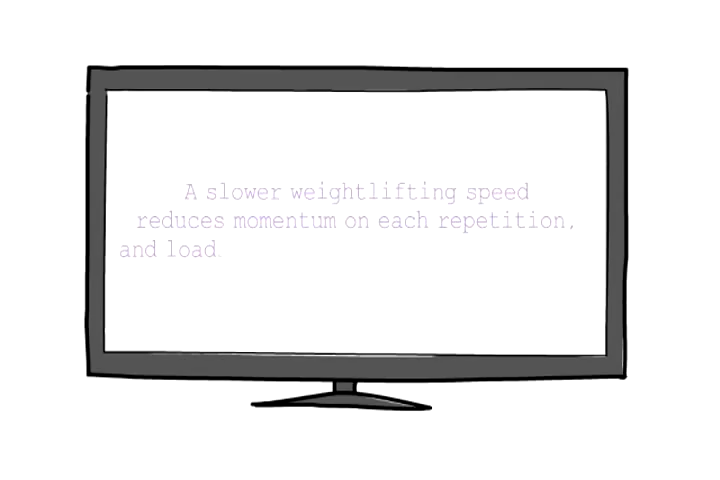 A slower weightlifting speed
reduces momentum on each repetition,
and load.